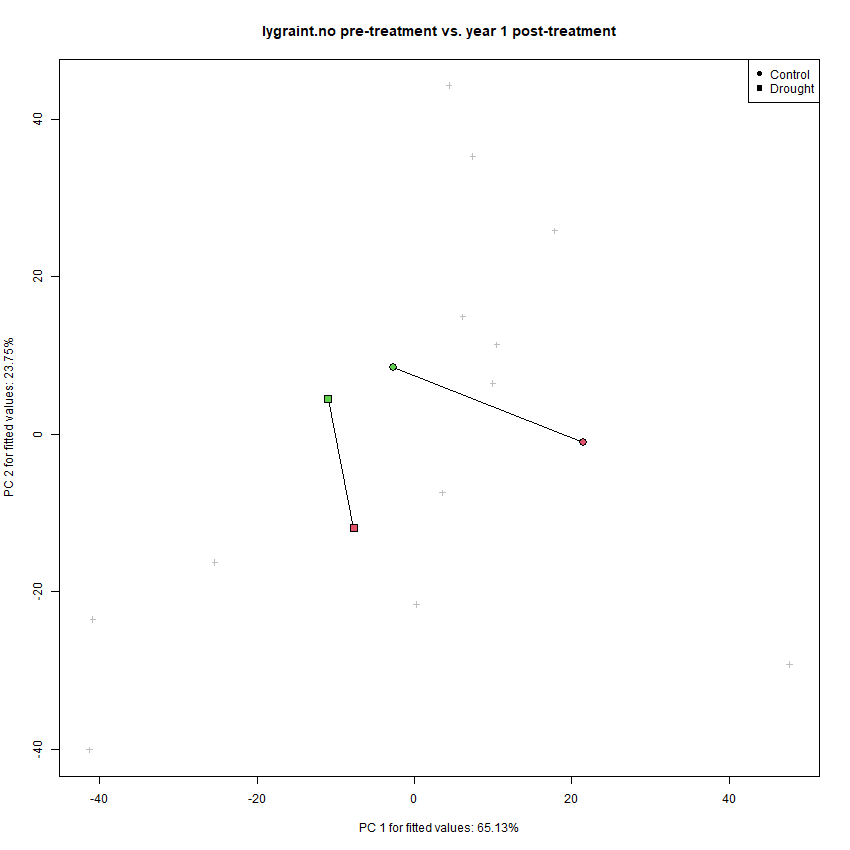 lygraint.no pre-treatment vs. year 1 post-treatment
Control
Drought
40
20
0
-20
-40
PC 2 for fitted values: 23.75%
-40
-20
0
20
40
PC 1 for fitted values: 65.13%